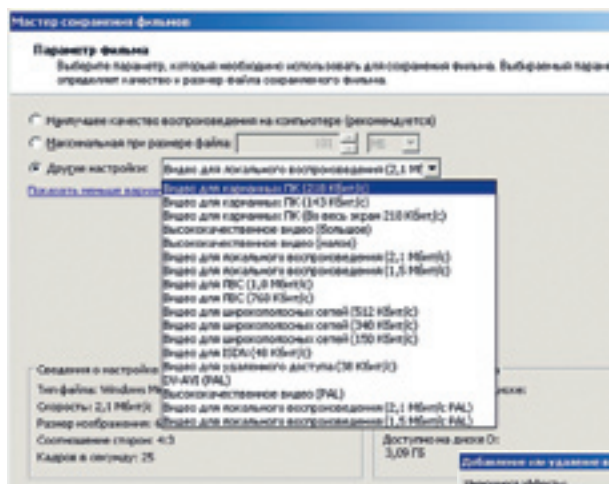 Мастер сохранения фильмов
Параметр фильма
Выберите параметр, который необходимо использовать для сохранения фильма. Выбираемый
определяет качество и размер файла сохраняемого фильма.
Наилучшее качество воспроизведения на компьютере (рекомендуется)
Максимальная при размере файла:
Другие настройки: Видео для локального воспроизведения (2,1
Показать меньше
Видео для карманных ПК (218 Кбит/с)
Видео для карманных ПК (143 Кбит/с)
Видео для карманных ПК (Во весь экран 218 Кбит/с)
Высококачественное видео (большое)
Высококачественное видео (малое)
Видео для локального воспроизведения (2,1 Мбит/с)
Видео для локального воспроизведения (1,5 Мбит/с)
Видео для ЛВС (1,0 Мбит/с)
Видео для ЛВС (768 Кбит/с)
Видео для широкополосных сетей (512 Кбит/с)
Видео для широкополосных сетей (340 Кбит/с)
Видео для широкополосных сетей (150 Кбит/с)
Видео для ISDN (48 Кбит/с)
Видео для удаленного доступа (38 Кбит/с)
DV-AVI (PAL)
Высококачественное видео (PAL)
Видео для локального воспроизведения (2,1 Мбит/с PAL)
Видео для локального воспроизведения (1,5 Мбит/с PAL)
Сведения о настройке
Тип файла: Windows
Скорость: 2,1 Мбит/с
Размер изображения:
Соотношение сторон: 4:3
Кадров в секунду: 25
Доступно на диске D:
3,09 ГБ
Добавление или удаление